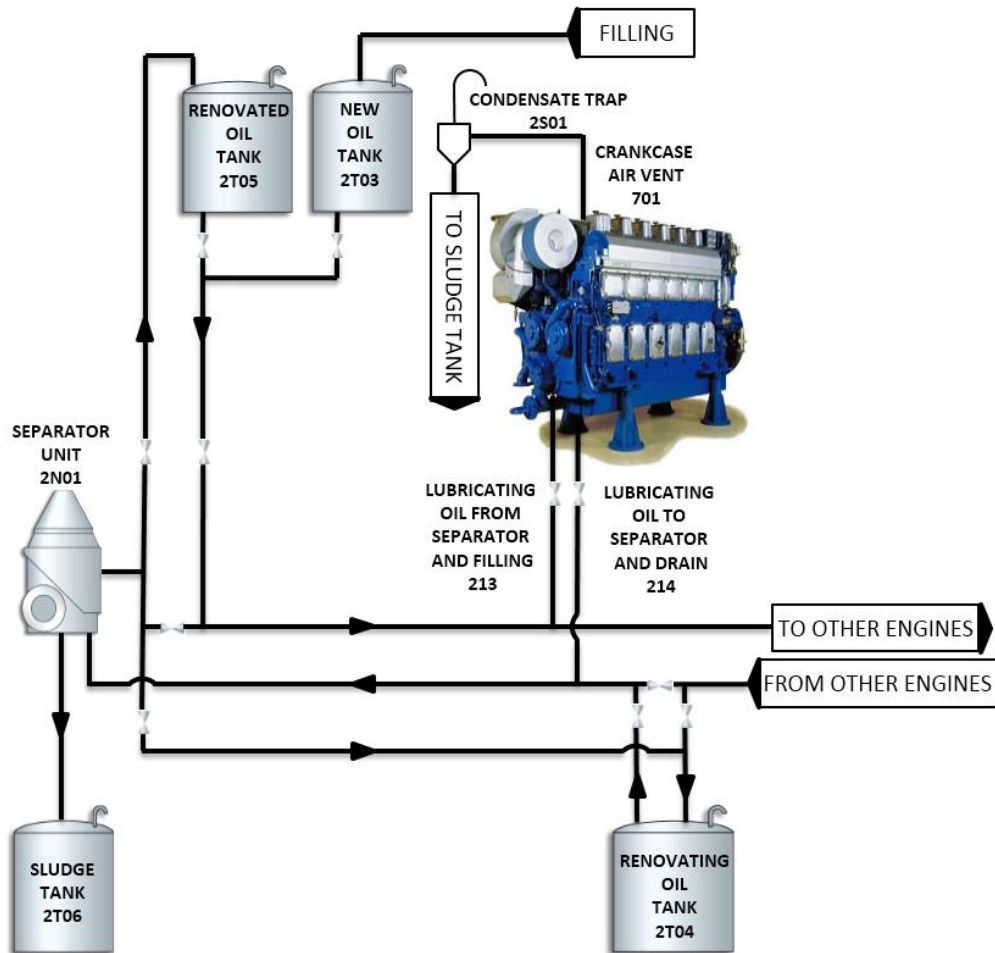 FILLING
RENOVATED
OIL
TANK
2T05
NEW
OIL
TANK
2T03
CONDENSATE TRAP
2S01
CRANKCASE
AIR VENT
701
TO SLUDGE TANK
SEPARATOR
UNIT
2N01
LUBRICATING
OIL FROM
SEPARATOR
AND FILLING
213
LUBRICATING
OIL TO
SEPARATOR
AND DRAIN
214
TO OTHER ENGINES
FROM OTHER ENGINES
SLUDGE
TANK
2T06
RENOVATING
OIL
TANK
2T04